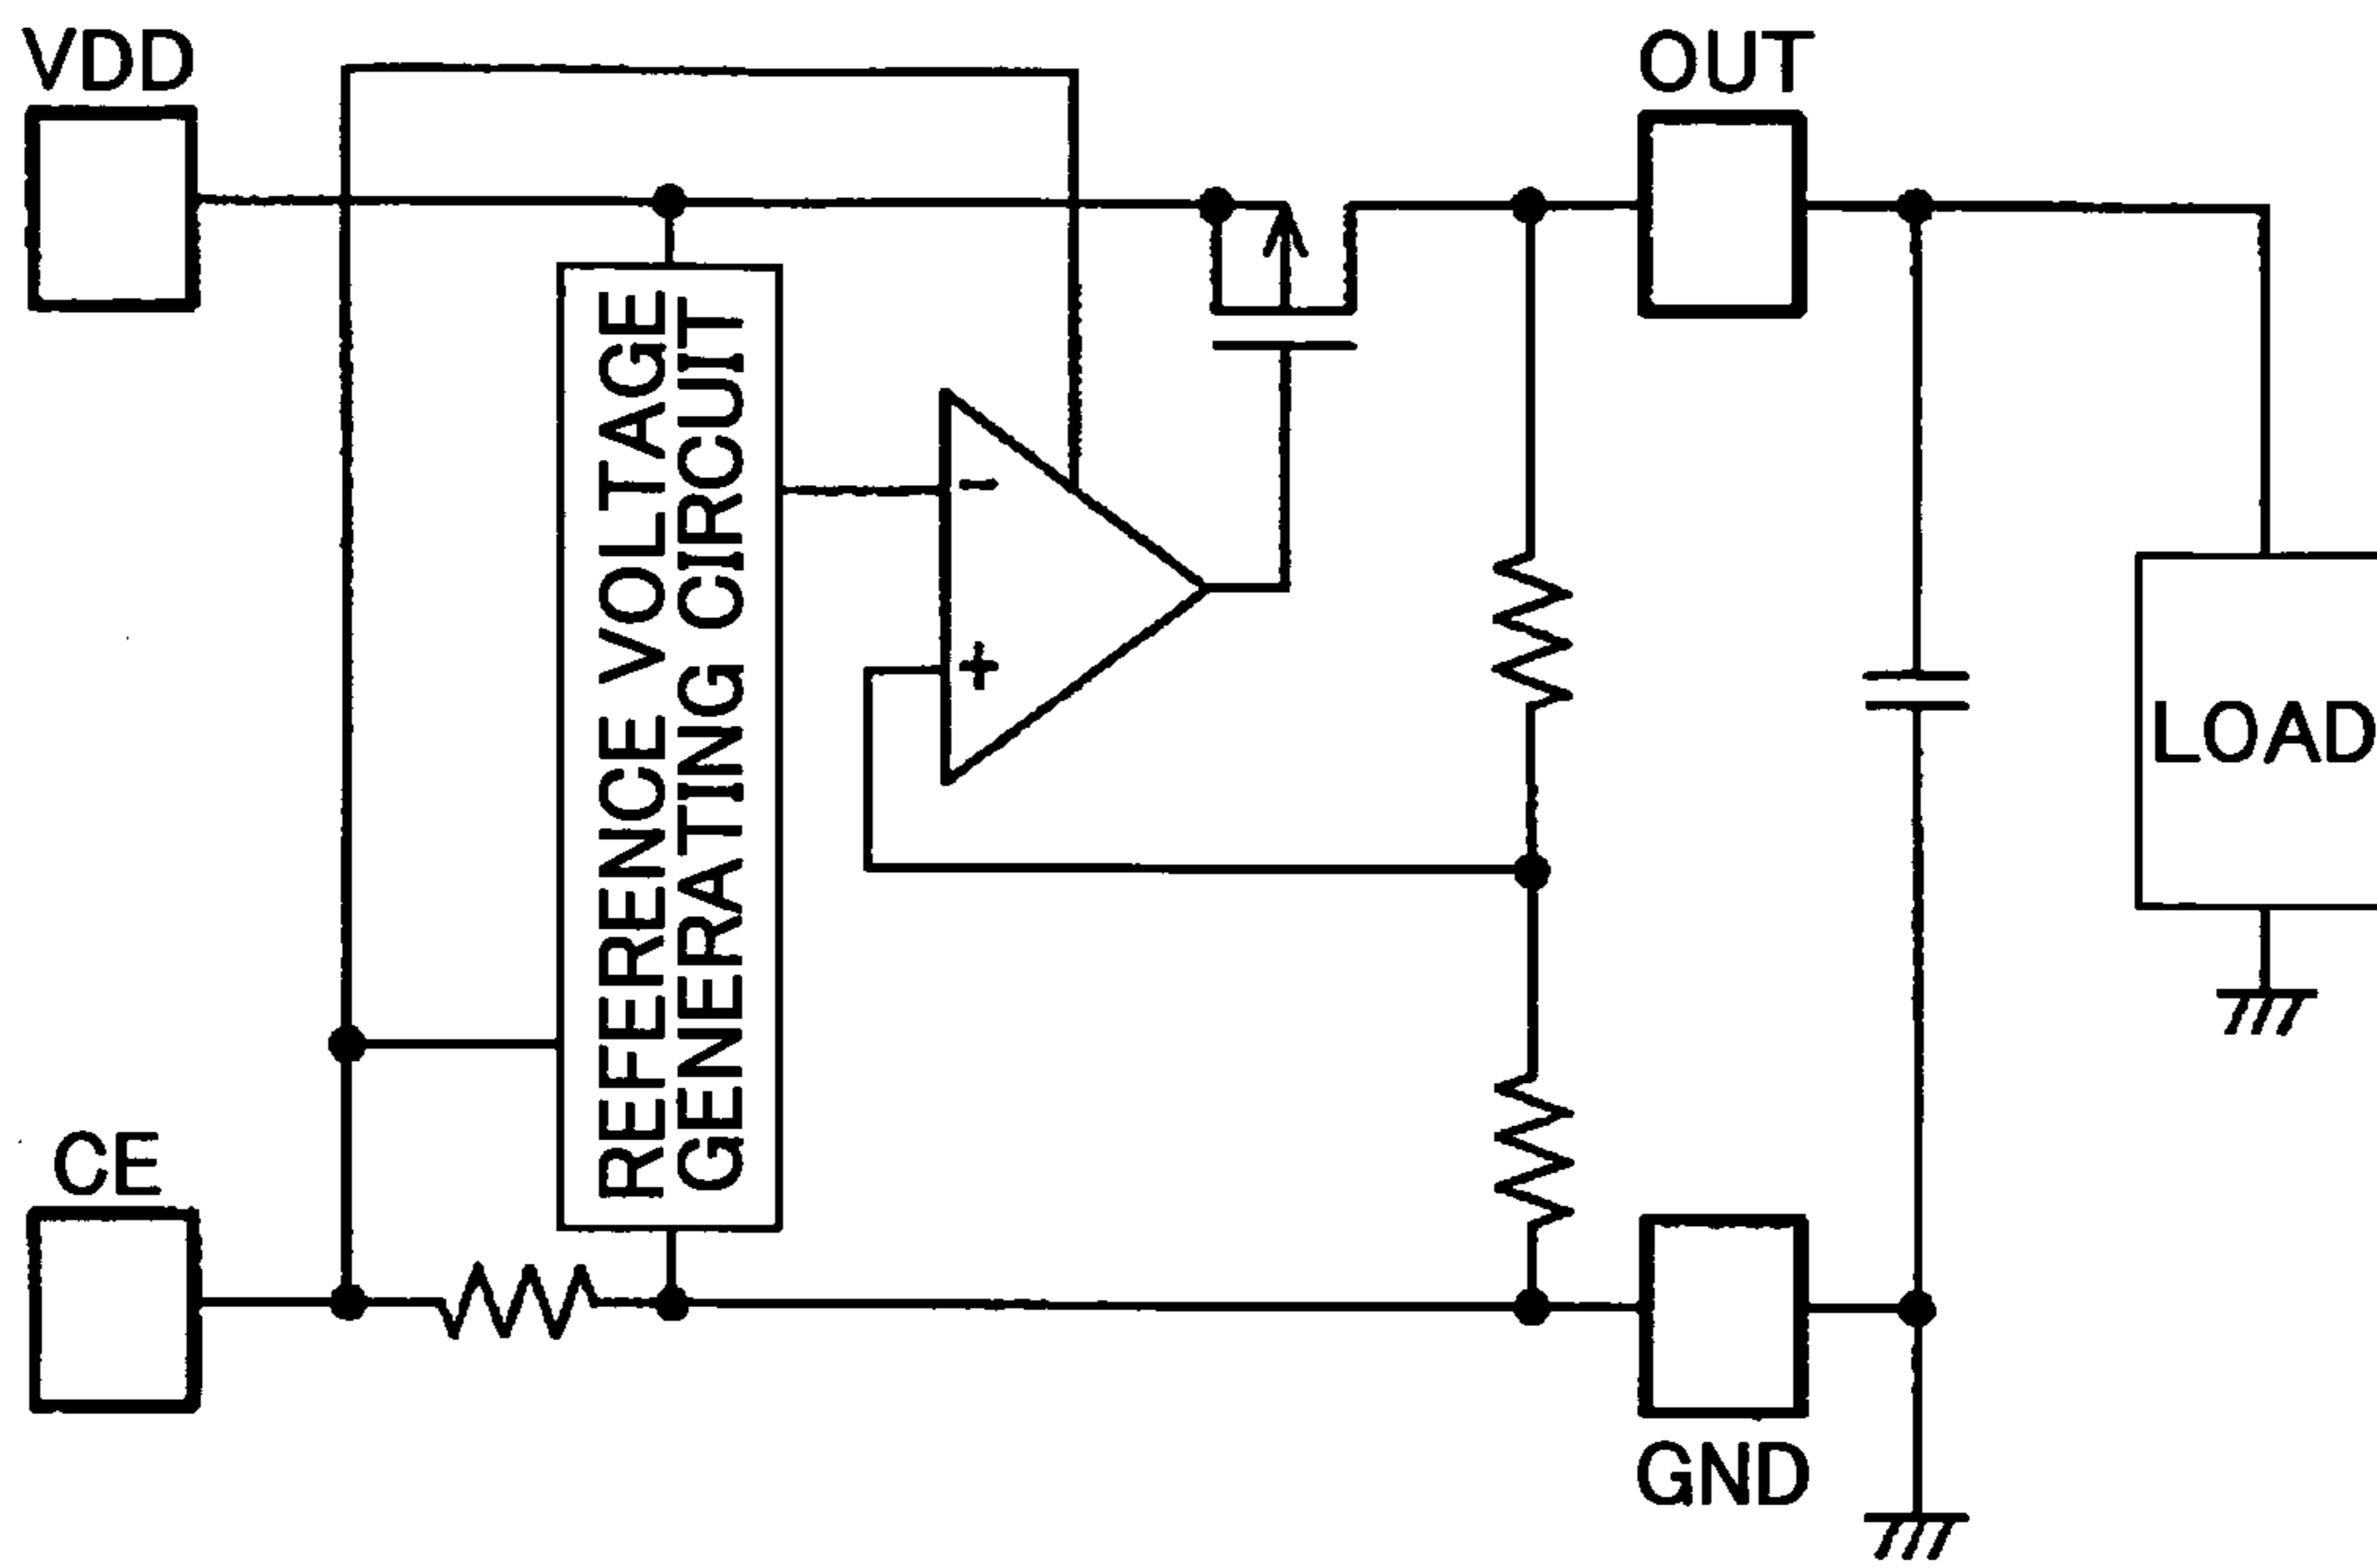 VDD
OUT
REFERENCE VOLTAGE
GENERATING CIRCUIT
-
+
LOAD
CE
GND